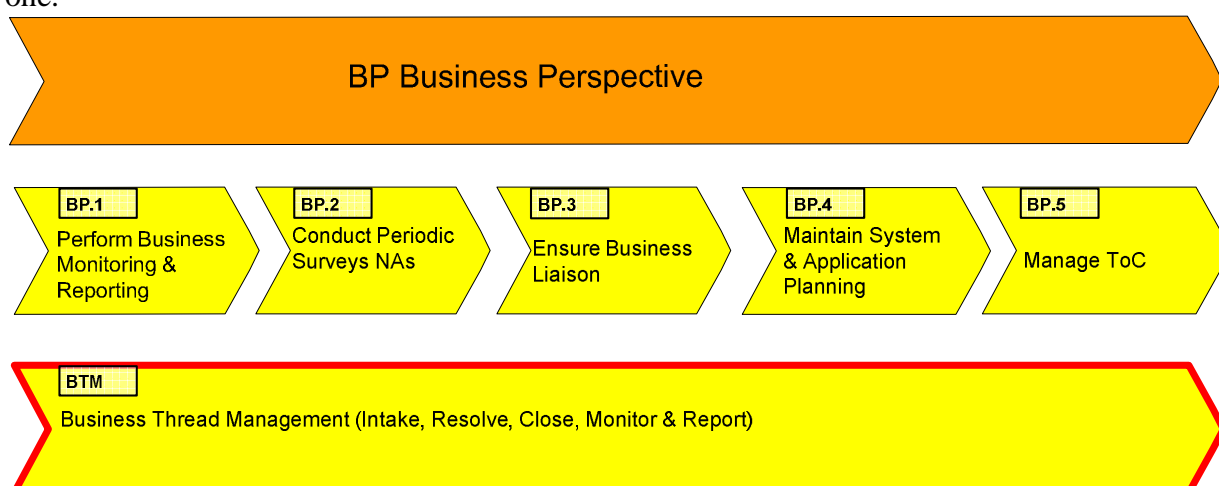 one.
BP Business Perspective
BP.1
Perform Business
Monitoring &
Reporting
BP.2
Conduct Periodic
Surveys NAs
BP.3
Ensure Business
Liaison
BP.4
Maintain System
& Application
Planning
BP.5
Manage ToC
BTM
Business Thread Management (Intake, Resolve, Close, Monitor & Report)